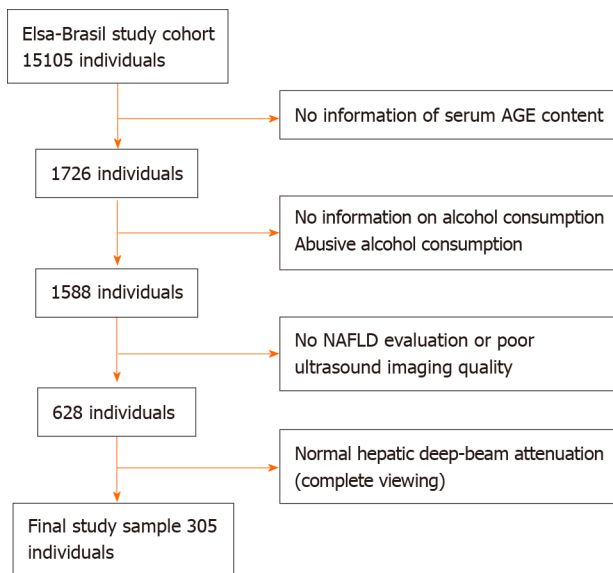 Elsa-Brasil study cohort
15105 individuals
No information of serum AGE content
1726 individuals
No information on alcohol consumption
Abusive alcohol consumption
1588 individuals
No NAFLD evaluation or poor
ultrasound imaging quality
628 individuals
Normal hepatic deep-beam attenuation
(complete viewing)
Final study sample 305
individuals